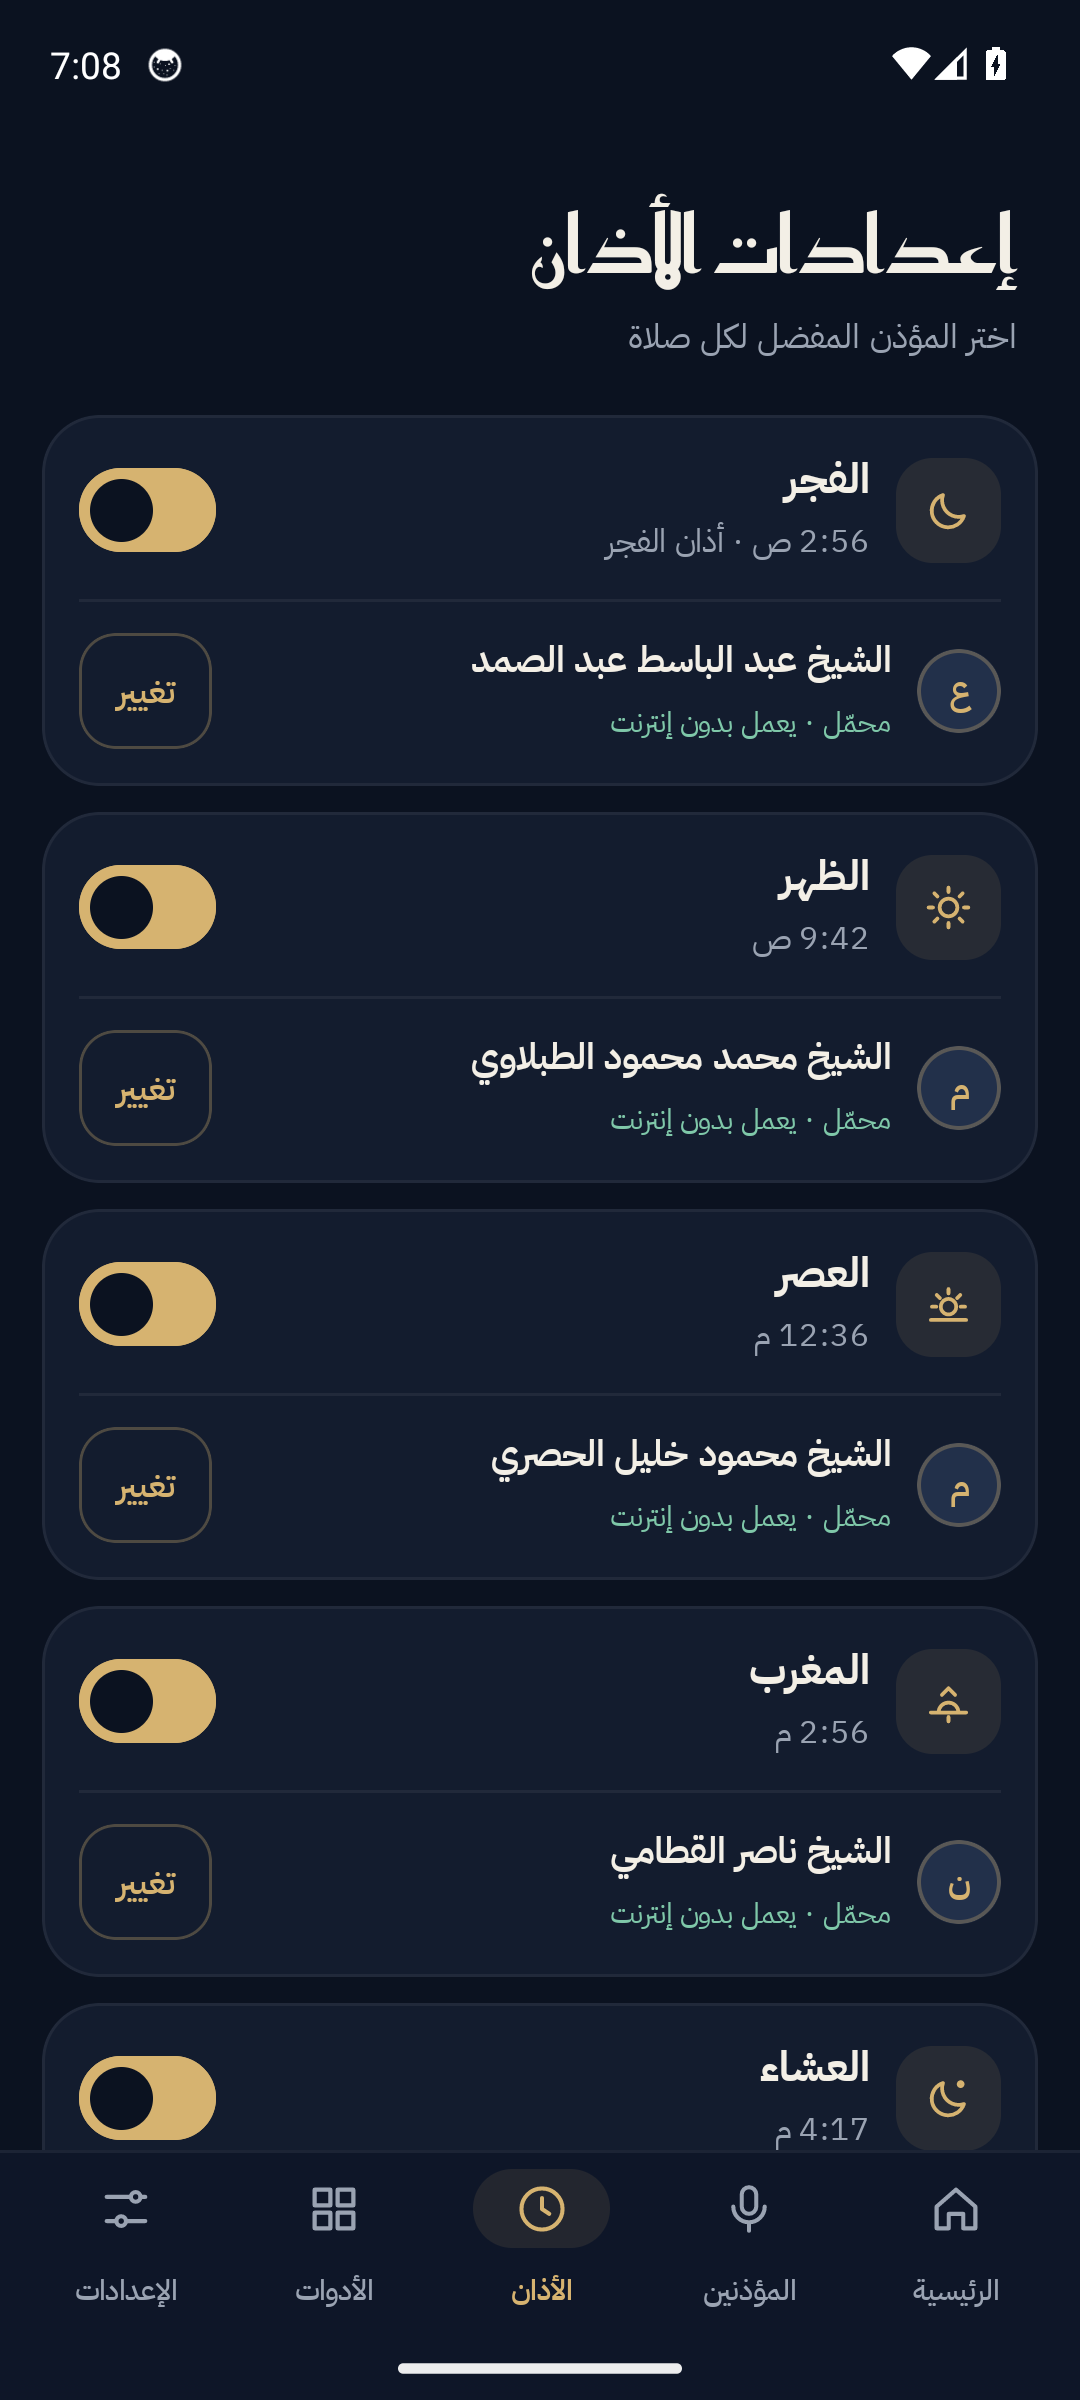 7:08
إعدادات الأذان
اختر المؤذن المفضل لكل صلاة
الفجر
2:56 ص · أذان الفجر
ع
الشيخ عبد الباسط عبد الصمد
محمّل · يعمل بدون إنترنت
تغيير
الظهر
9:42 ص
م
الشيخ محمد محمود الطبلاوي
محمّل · يعمل بدون إنترنت
تغيير
العصر
12:36 م
م
الشيخ محمود خليل الحصري
محمّل · يعمل بدون إنترنت
تغيير
المغرب
2:56 م
ن
الشيخ ناصر القطامي
محمّل · يعمل بدون إنترنت
تغيير
العشاء
4:17 م
الرئيسية
المؤذنين
الأذان
الأدوات
الإعدادات